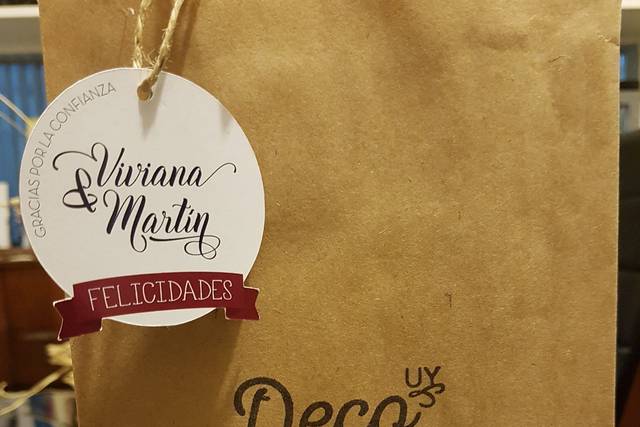 GRACIAS POR LA CONFIANZA
Viviana
& Martín
FELICIDADES
Deco UY